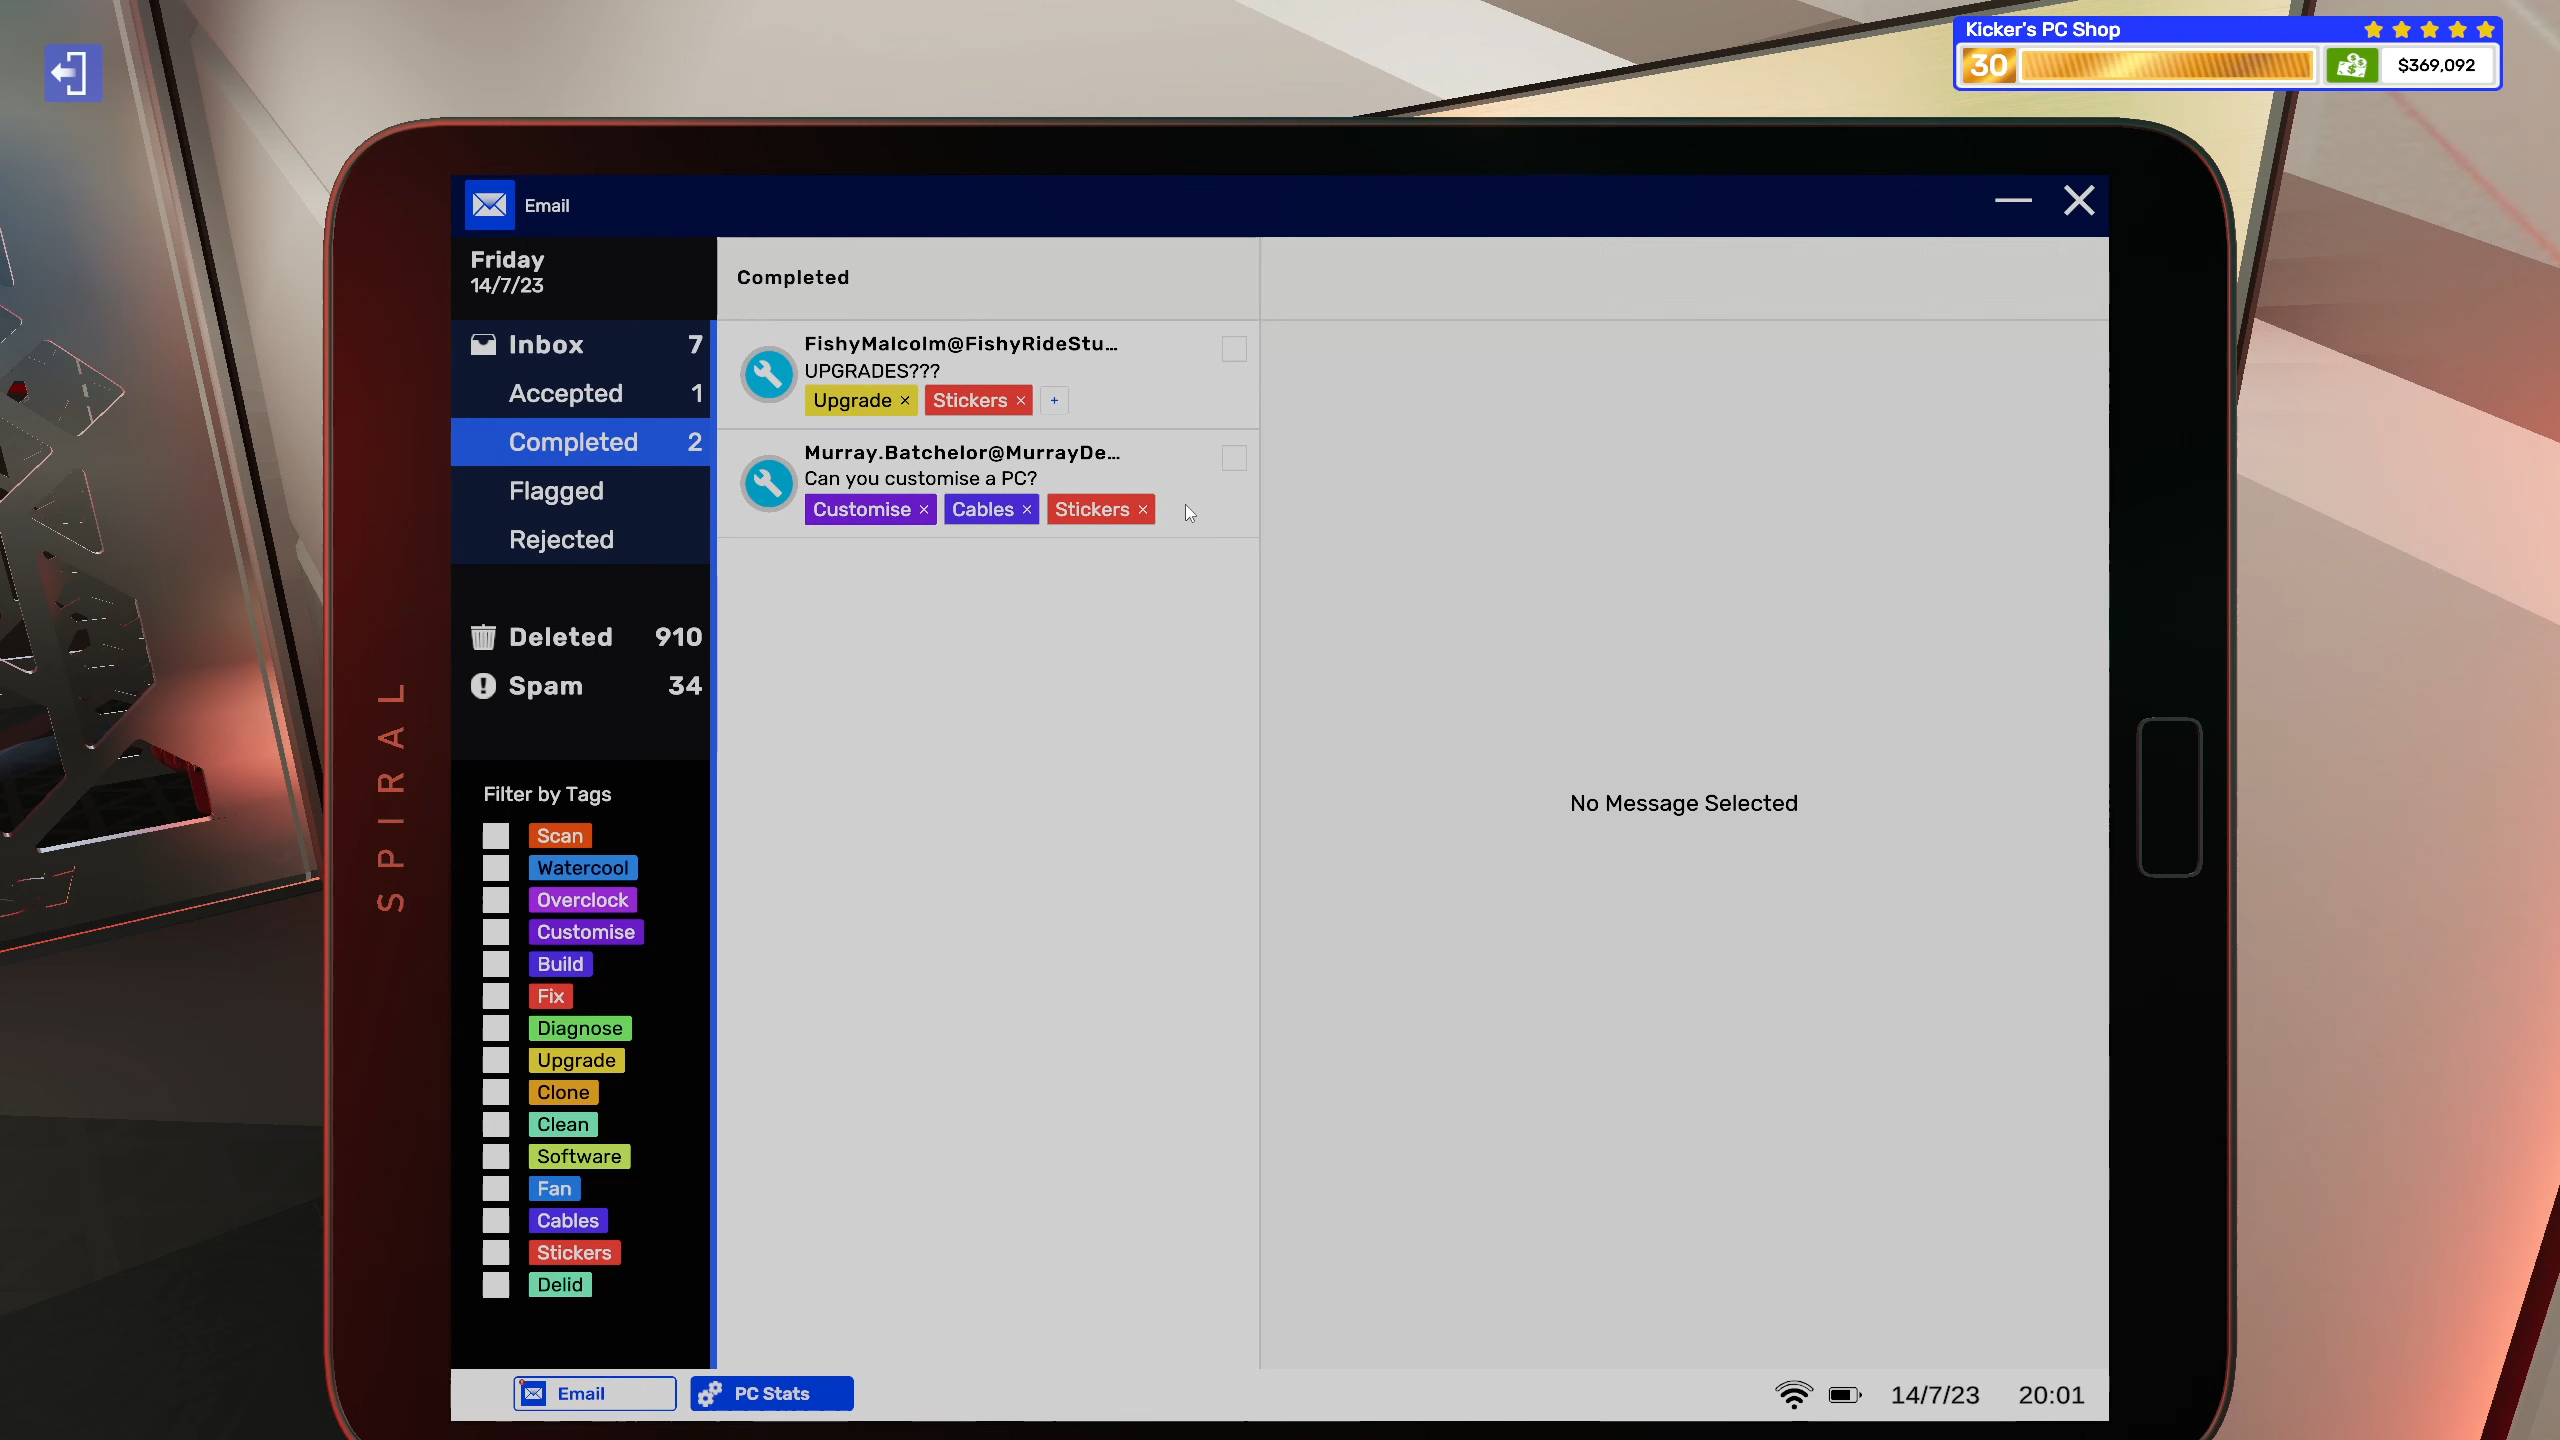 Kicker's PC Shop
30
$369,092
Email
Friday
14/7/23
Inbox 7
Accepted 1
Completed 2
Flagged
Rejected
Deleted 910
Spam 34
Filter by Tags
Scan
Watercool
Overclock
Customise
Build
Fix
Diagnose
Upgrade
Clone
Clean
Software
Fan
Cables
Stickers
Delid
Completed
FishyMalcolm@FishyRideStu...
UPGRADES???
Upgrade × Stickers × +
Murray.Batchelor@MurrayDe...
Can you customise a PC?
Customise × Cables × Stickers ×
No Message Selected
SPIRAL
Email
PC Stats
14/7/23 20:01